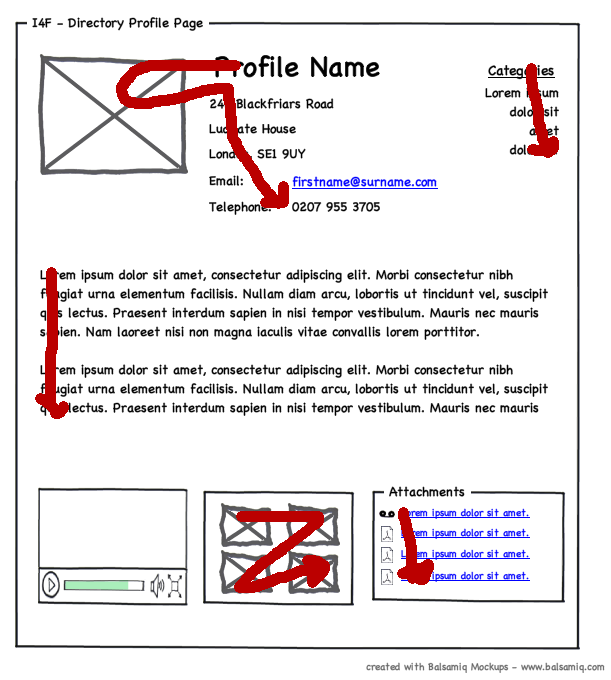 I4F - Directory Profile Page
Profile Name
24 Blackfriars Road
House
SE1 9UY
Email: firstname@surname.com
Telephone: 0207 955 3705
Categories
Lorem ipsum
dolor sit
amet
Lorem ipsum dolor sit amet, consectetur adipiscing elit. Morbi consectetur nibh
feugiat urna elementum facilisis. Nullam diam arcu, lobortis ut tincidunt vel, suscipit
quis lectus. Praesent interdum sapien in nisi tempor vestibulum. Mauris nec mauris
sapien. Nam laoreet nisi non magna iaculis vitae convallis lorem porttitor.
Lorem ipsum dolor sit amet, consectetur adipiscing elit. Morbi consectetur nibh
feugiat urna elementum facilisis. Nullam diam arcu, lobortis ut tincidunt vel, suscipit
quis lectus. Praesent interdum sapien in nisi tempor vestibulum. Mauris nec mauris
Attachments
Lorem ipsum dolor sit amet.
Lorem ipsum dolor sit amet.
Lorem ipsum dolor sit amet.
Lorem ipsum dolor sit amet.
created with Balsamiq Mockups - www.balsamiq.com